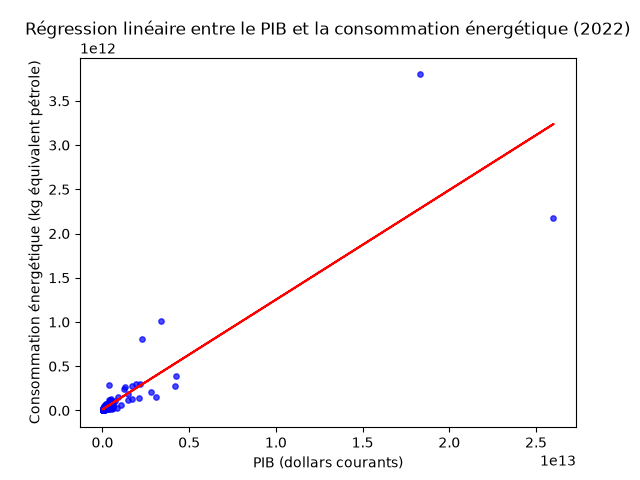 Régression linéaire entre le PIB et la consommation énergétique (2022)
1e12
Consommation énergétique (kg équivalent pétrole)
3.5
3.0
2.5
2.0
1.5
1.0
0.5
0.0
0.0 0.5 1.0 1.5 2.0 2.5
1e13
PIB (dollars courants)